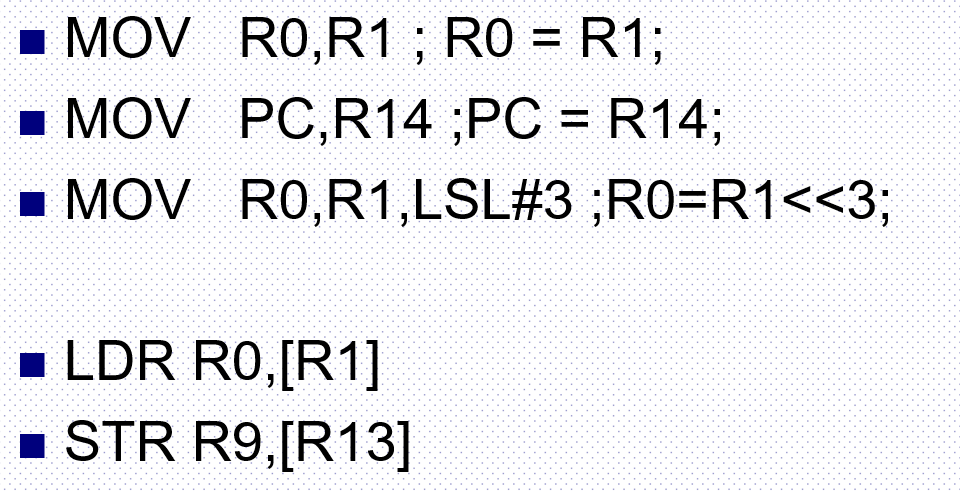 MOV R0,R1 ; R0 = R1;
MOV PC,R14 ;PC = R14;
MOV R0,R1,LSL#3 ;R0=R1<<3;
LDR R0,[R1]
STR R9,[R13]